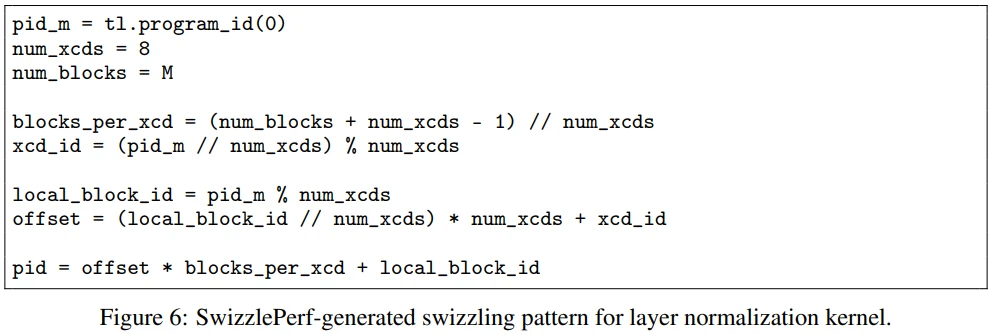 pid_m = tl.program_id(0)
num_xcds = 8
num_blocks = M
blocks_per_xcd = (num_blocks + num_xcds - 1) // num_xcds
xcd_id = (pid_m // num_xcds) % num_xcds
local_block_id = pid_m % num_xcds
offset = (local_block_id // num_xcds) * num_xcds + xcd_id
pid = offset * blocks_per_xcd + local_block_id
Figure 6: SwizzlePerf-generated swizzling pattern for layer normalization kernel.